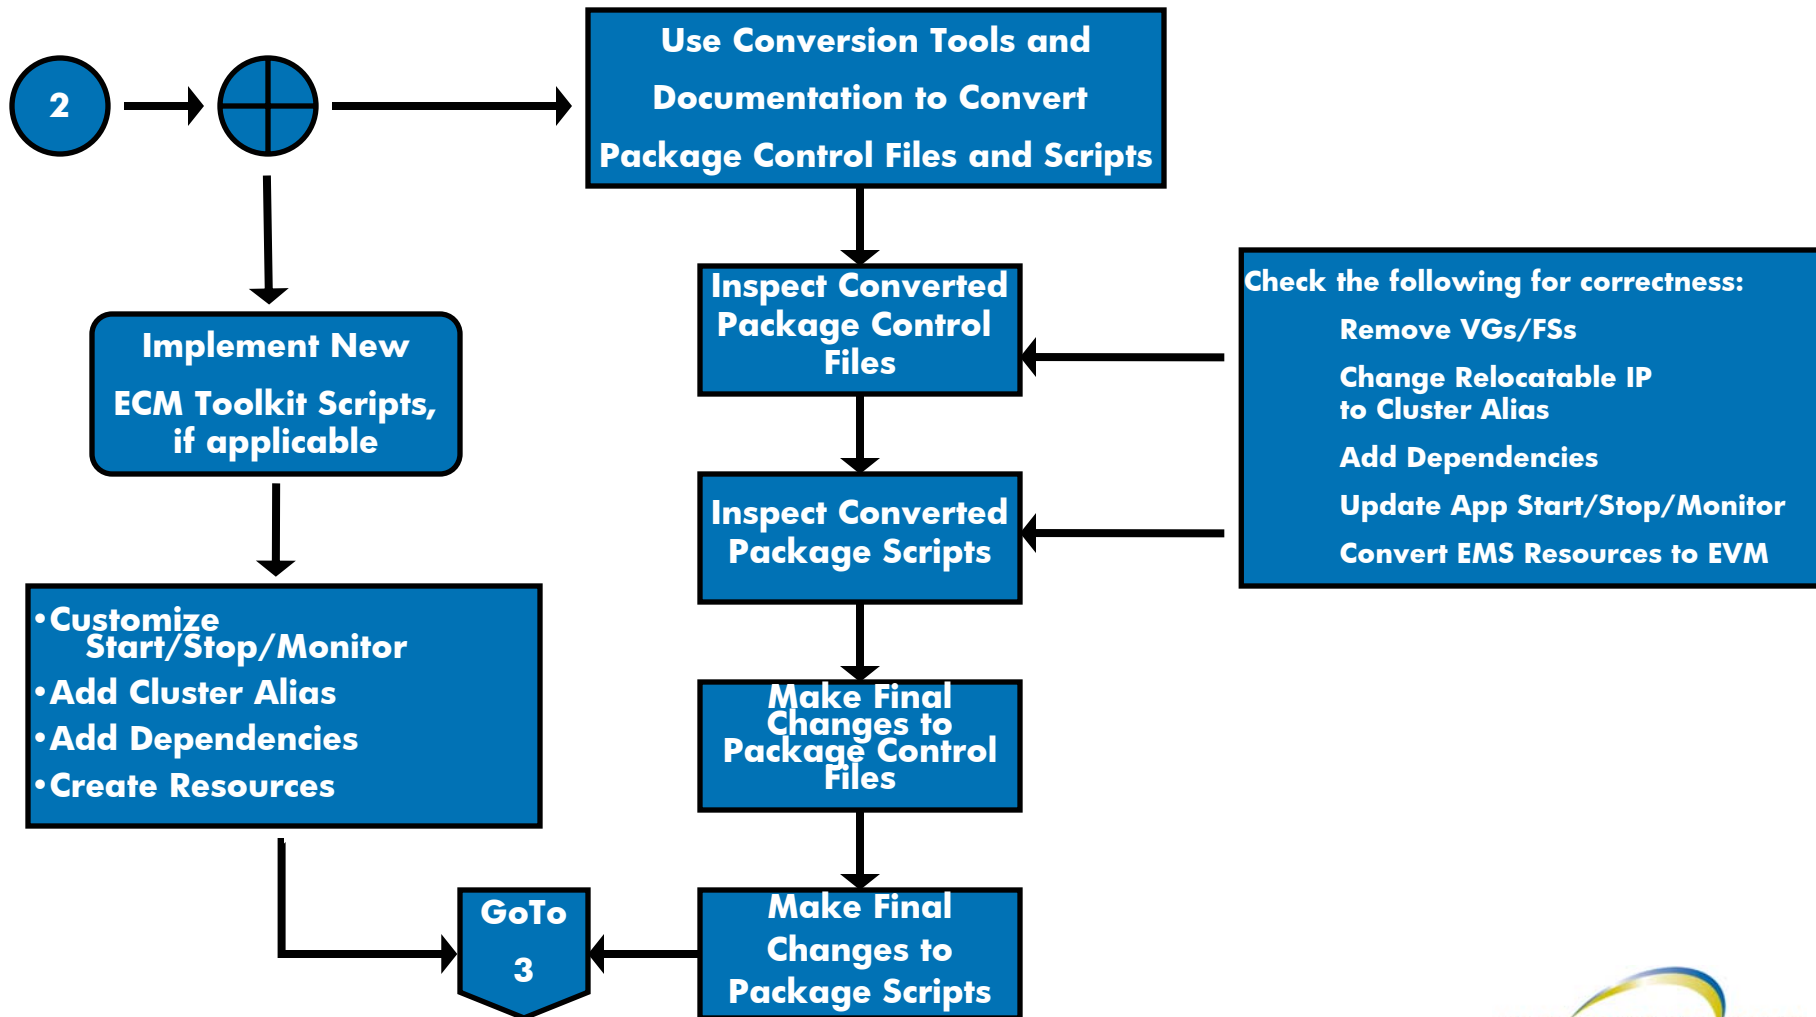 2
Use Conversion Tools and
Documentation to Convert
Package Control Files and Scripts
Inspect Converted
Package Control
Files
Check the following for correctness:
Remove VGs/FSs
Change Relocatable IP
to Cluster Alias
Add Dependencies
Update App Start/Stop/Monitor
Convert EMS Resources to EVM
Implement New
ECM Toolkit Scripts,
if applicable
Inspect Converted
Package Scripts
•Customize
Start/Stop/Monitor
•Add Cluster Alias
•Add Dependencies
•Create Resources
Make Final
Changes to
Package Control
Files
GoTo
3
Make Final
Changes to
Package Scripts